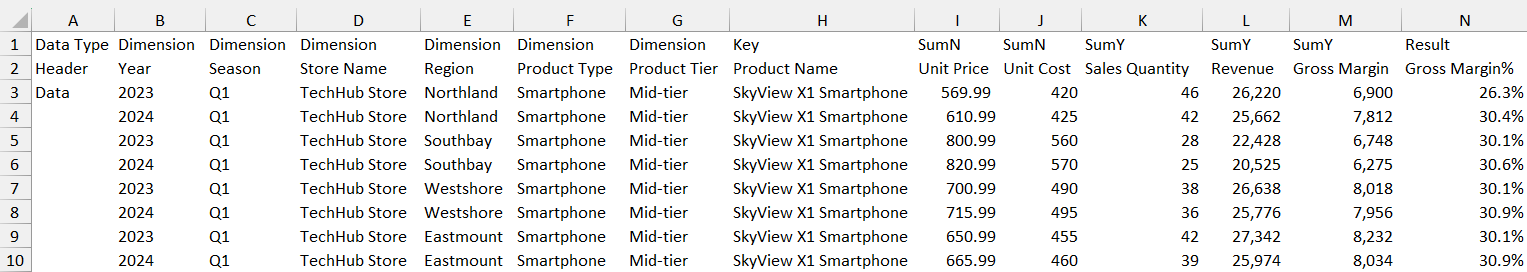 A B C D E F G H I J K L M N
1 Data Type Dimension Dimension Dimension Dimension Dimension Dimension Key SumN SumN SumY SumY SumY Result
2 Header Year Season Store Name Region Product Type Product Tier Product Name Unit Price Unit Cost Sales Quantity Revenue Gross Margin Gross Margin%
3 Data 2023 Q1 TechHub Store Northland Smartphone Mid-tier SkyView X1 Smartphone 569.99 420 46 26,220 6,900 26.3%
4 2024 Q1 TechHub Store Northland Smartphone Mid-tier SkyView X1 Smartphone 610.99 425 42 25,662 7,812 30.4%
5 2023 Q1 TechHub Store Southbay Smartphone Mid-tier SkyView X1 Smartphone 800.99 560 28 22,428 6,748 30.1%
6 2024 Q1 TechHub Store Southbay Smartphone Mid-tier SkyView X1 Smartphone 820.99 570 25 20,525 6,275 30.6%
7 2023 Q1 TechHub Store Westshore Smartphone Mid-tier SkyView X1 Smartphone 700.99 490 38 26,638 8,018 30.1%
8 2024 Q1 TechHub Store Westshore Smartphone Mid-tier SkyView X1 Smartphone 715.99 495 36 25,776 7,956 30.9%
9 2023 Q1 TechHub Store Eastmount Smartphone Mid-tier SkyView X1 Smartphone 650.99 455 42 27,342 8,232 30.1%
10 2024 Q1 TechHub Store Eastmount Smartphone Mid-tier SkyView X1 Smartphone 665.99 460 39 25,974 8,034 30.9%